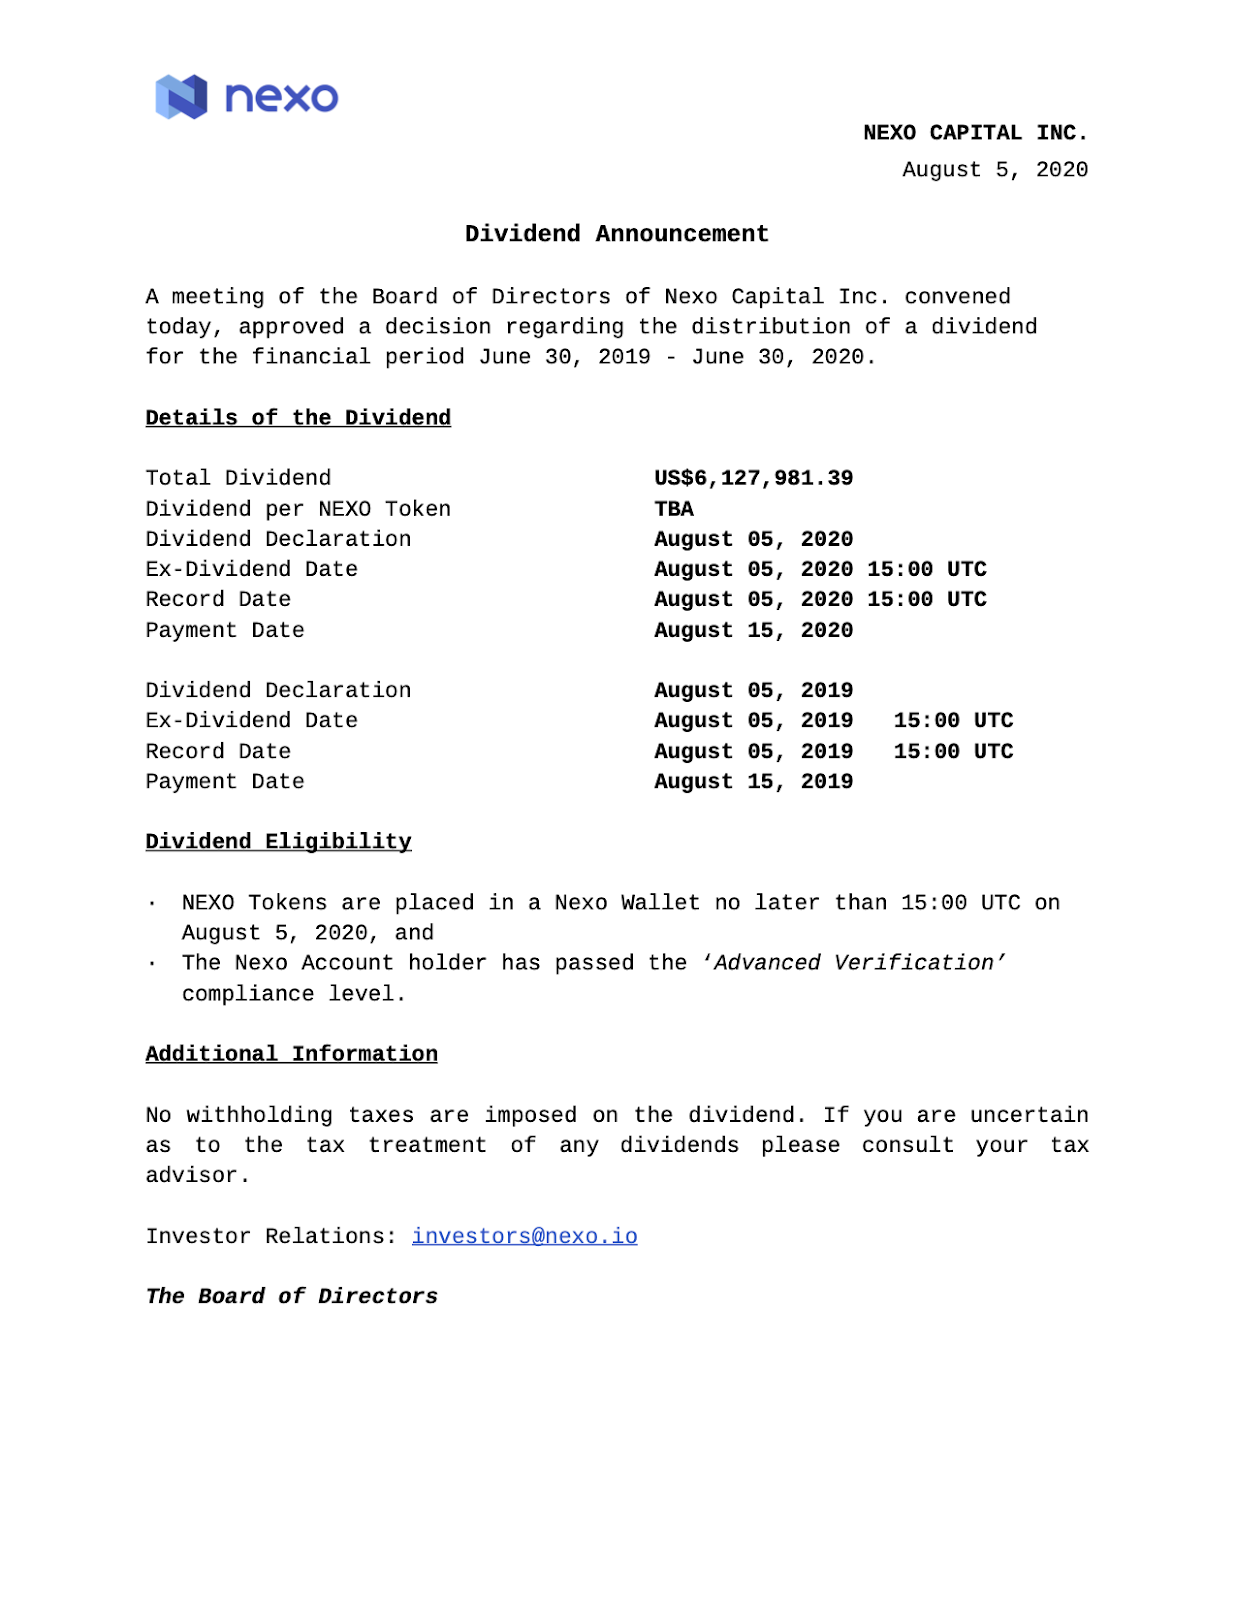 nexo
NEXO CAPITAL INC.
August 5, 2020
Dividend Announcement
A meeting of the Board of Directors of Nexo Capital Inc. convened
today, approved a decision regarding the distribution of a dividend
for the financial period June 30, 2019 - June 30, 2020.
Details of the Dividend
Total Dividend US$6,127,981.39
Dividend per NEXO Token TBA
Dividend Declaration August 05, 2020
Ex-Dividend Date August 05, 2020 15:00 UTC
Record Date August 05, 2020 15:00 UTC
Payment Date August 15, 2020
Dividend Declaration August 05, 2019
Ex-Dividend Date August 05, 2019 15:00 UTC
Record Date August 05, 2019 15:00 UTC
Payment Date August 15, 2019
Dividend Eligibility
· NEXO Tokens are placed in a Nexo Wallet no later than 15:00 UTC on
August 5, 2020, and
· The Nexo Account holder has passed the ‘Advanced Verification’
compliance level.
Additional Information
No withholding taxes are imposed on the dividend. If you are uncertain
as to the tax treatment of any dividends please consult your tax
advisor.
Investor Relations: investors@nexo.io
The Board of Directors